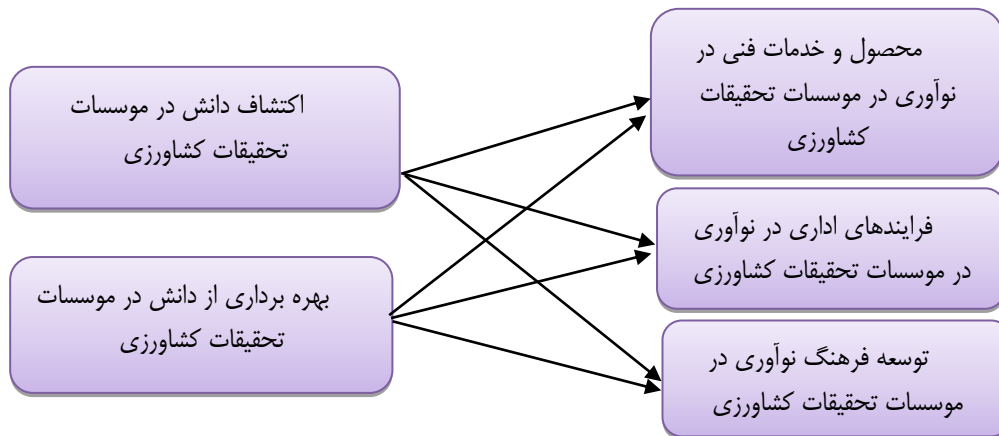 اکتشاف دانش در موسسات
تحقیقات کشاورزی
بهره برداری از دانش در موسسات
تحقیقات کشاورزی
محصول و خدمات فنی در
نوآوری در موسسات تحقیقات
کشاورزی
فرایندهای اداری در نوآوری
در موسسات تحقیقات کشاورزی
توسعه فرهنگ نوآوری در
موسسات تحقیقات کشاورزی